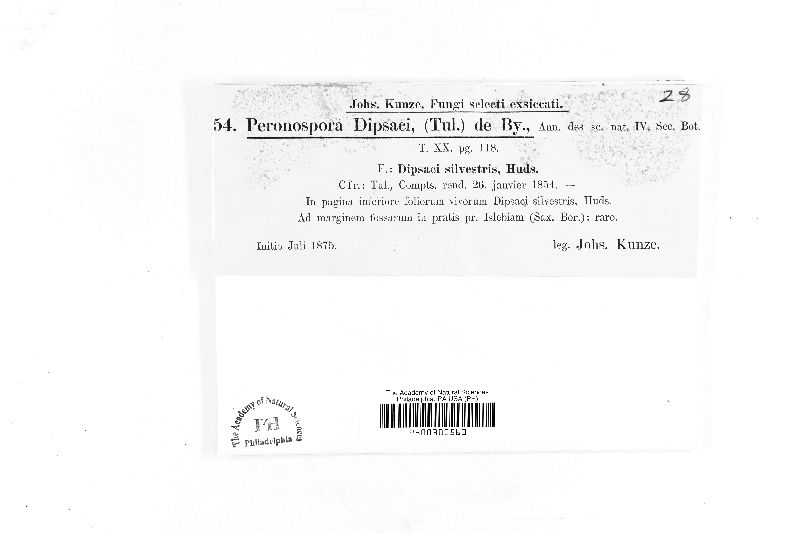 28
Johs. Kunze, Fungi selecti exsiccati.
54. Peronospora Dipsaci, (Tul.) de By., Ann. des sc. nat. IV. Sec. Bot.
T. XX. pg. 118.
F.: Dipsaci silvestris, Huds.
Cfr.: Tul., Compts. rend. 26. janvier 1854. —
In pagina inferiore foliorum vivorum Dipsaci silvestris, Huds.
Ad marginem fossarum in pratis pr. Islebiam (Sax. Bor.); raro.
Initio Juli 1875. leg. Johs. Kunze.
The Academy of Natural Sciences
Philadelphia, PA USA (PH)
The Academy of Natural Sciences
PH
Philadelphia